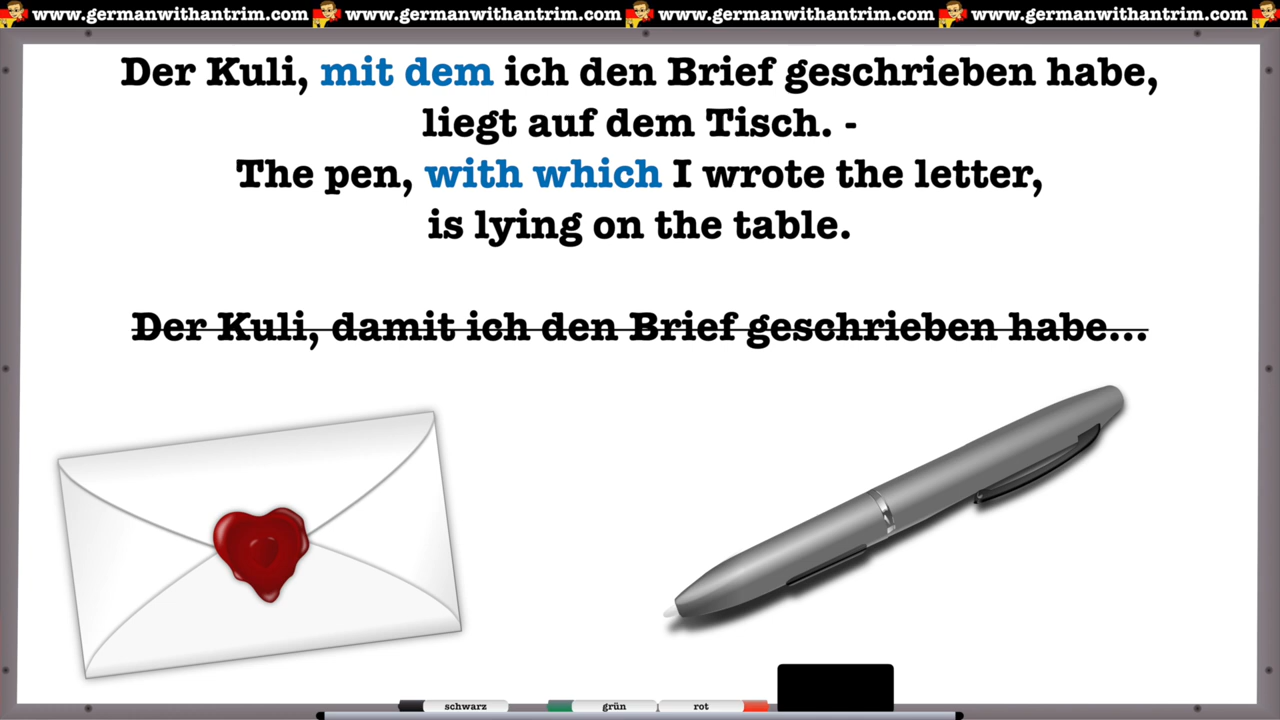 www.germanwithantrim.com www.germanwithantrim.com www.germanwithantrim.com www.germanwithantrim.com
Der Kuli, mit dem ich den Brief geschrieben habe,
liegt auf dem Tisch. -
The pen, with which I wrote the letter,
is lying on the table.
Der Kuli, damit ich den Brief geschrieben habe...
schwarz grün rot